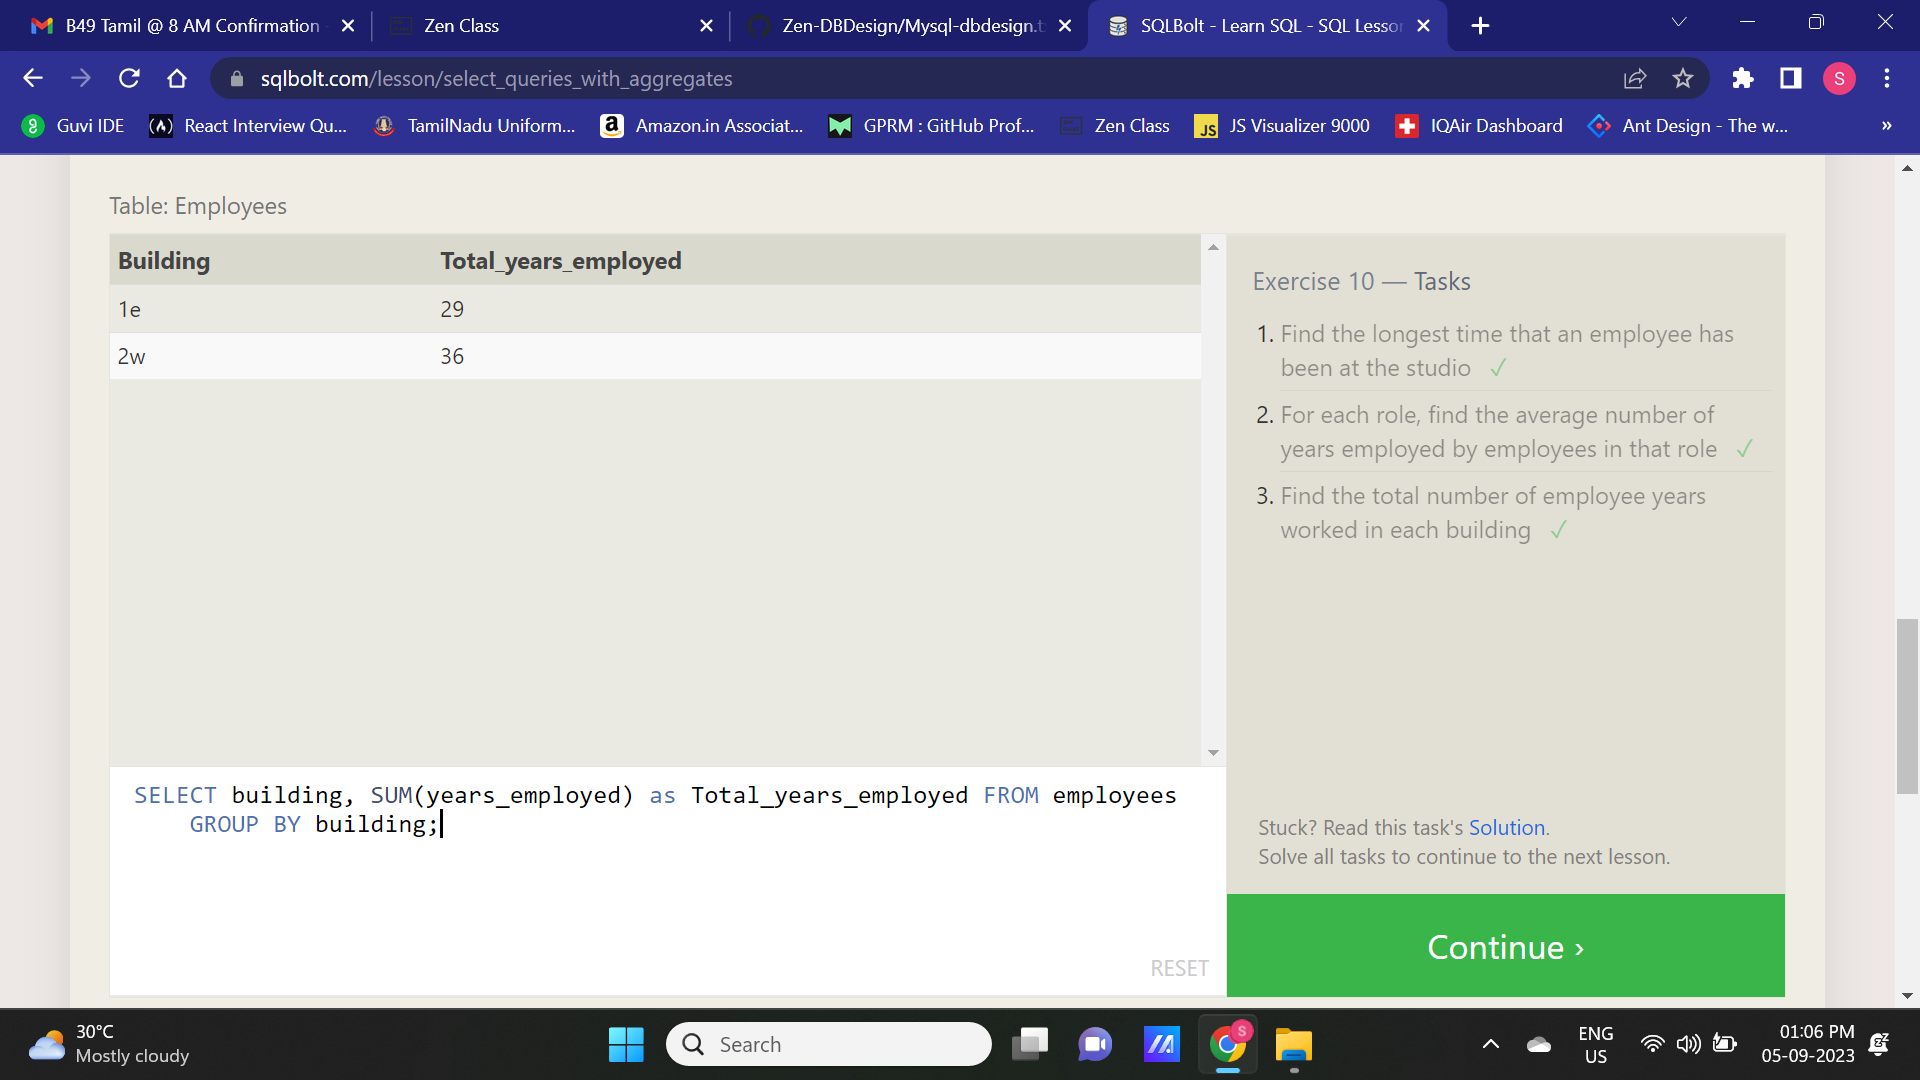 B49 Tamil @ 8 AM Confirmation
Zen Class
Zen-DBDesign/Mysql-dbdesign.t
SQLBolt - Learn SQL - SQL Lesson
sqlbolt.com/lesson/select_queries_with_aggregates
S
Guvi IDE
React Interview Qu...
TamilNadu Uniform...
Amazon.in Associat...
GPRM : GitHub Prof...
Zen Class
JS
JS Visualizer 9000
IQAir Dashboard
Ant Design - The w...
»
Table: Employees
Building Total_years_employed
1e 29
2w 36
Exercise 10 — Tasks
1. Find the longest time that an employee has
been at the studio ✓
2. For each role, find the average number of
years employed by employees in that role ✓
3. Find the total number of employee years
worked in each building ✓
SELECT building, SUM(years_employed) as Total_years_employed FROM employees
GROUP BY building;
RESET
Stuck? Read this task's Solution.
Solve all tasks to continue to the next lesson.
Continue ›
30°C
Mostly cloudy
Search
S
ENG
US
01:06 PM
05-09-2023